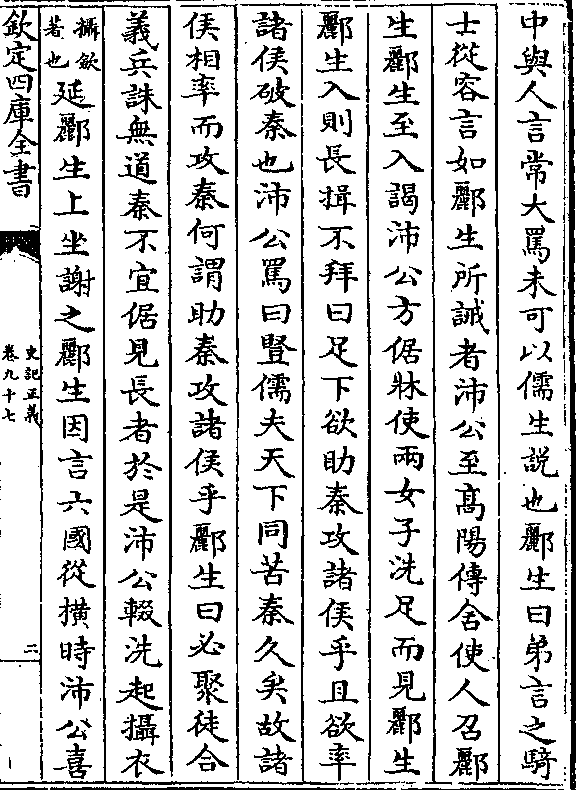 中與人言常大罵未可以儒生說也酈生曰弟言之騎
士從容言如酈生所誡者沛公至髙陽傳舍使人召酈
生酈生至入謁沛公方倨牀使兩女子洗足而見酈生
酈生入則長揖不拜曰足下欲助秦攻諸侯乎且欲率
諸侯破秦也沛公罵曰豎儒夫天下同苦秦久矣故諸
侯相率而攻秦何謂助秦攻諸侯乎酈生曰必聚徒合
義兵誅無道秦不宜倨見長者於是沛公輟洗起攝衣
攝歛
著也
延酈生上坐謝之酈生因言六國從横時沛公喜
欽定四庫全書
史記正義
卷九十七
二